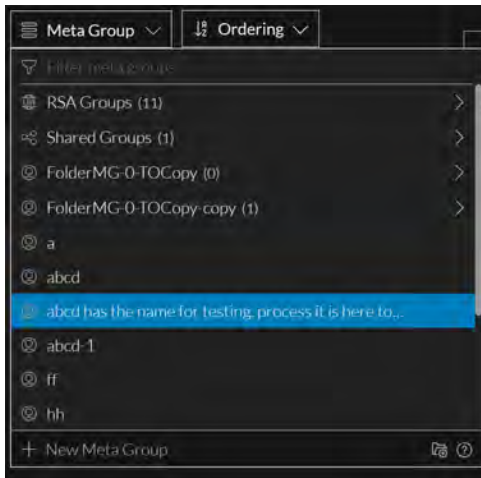 Meta Group
Ordering
Filter meta groups
RSA Groups (11)
Shared Groups (1)
FolderMG-0-TOCopy (0)
FolderMG-0-TOCopy-copy (1)
a
abcd
abcd has the name for testing, process it is here to...
abcd-1
ff
hh
New Meta Group